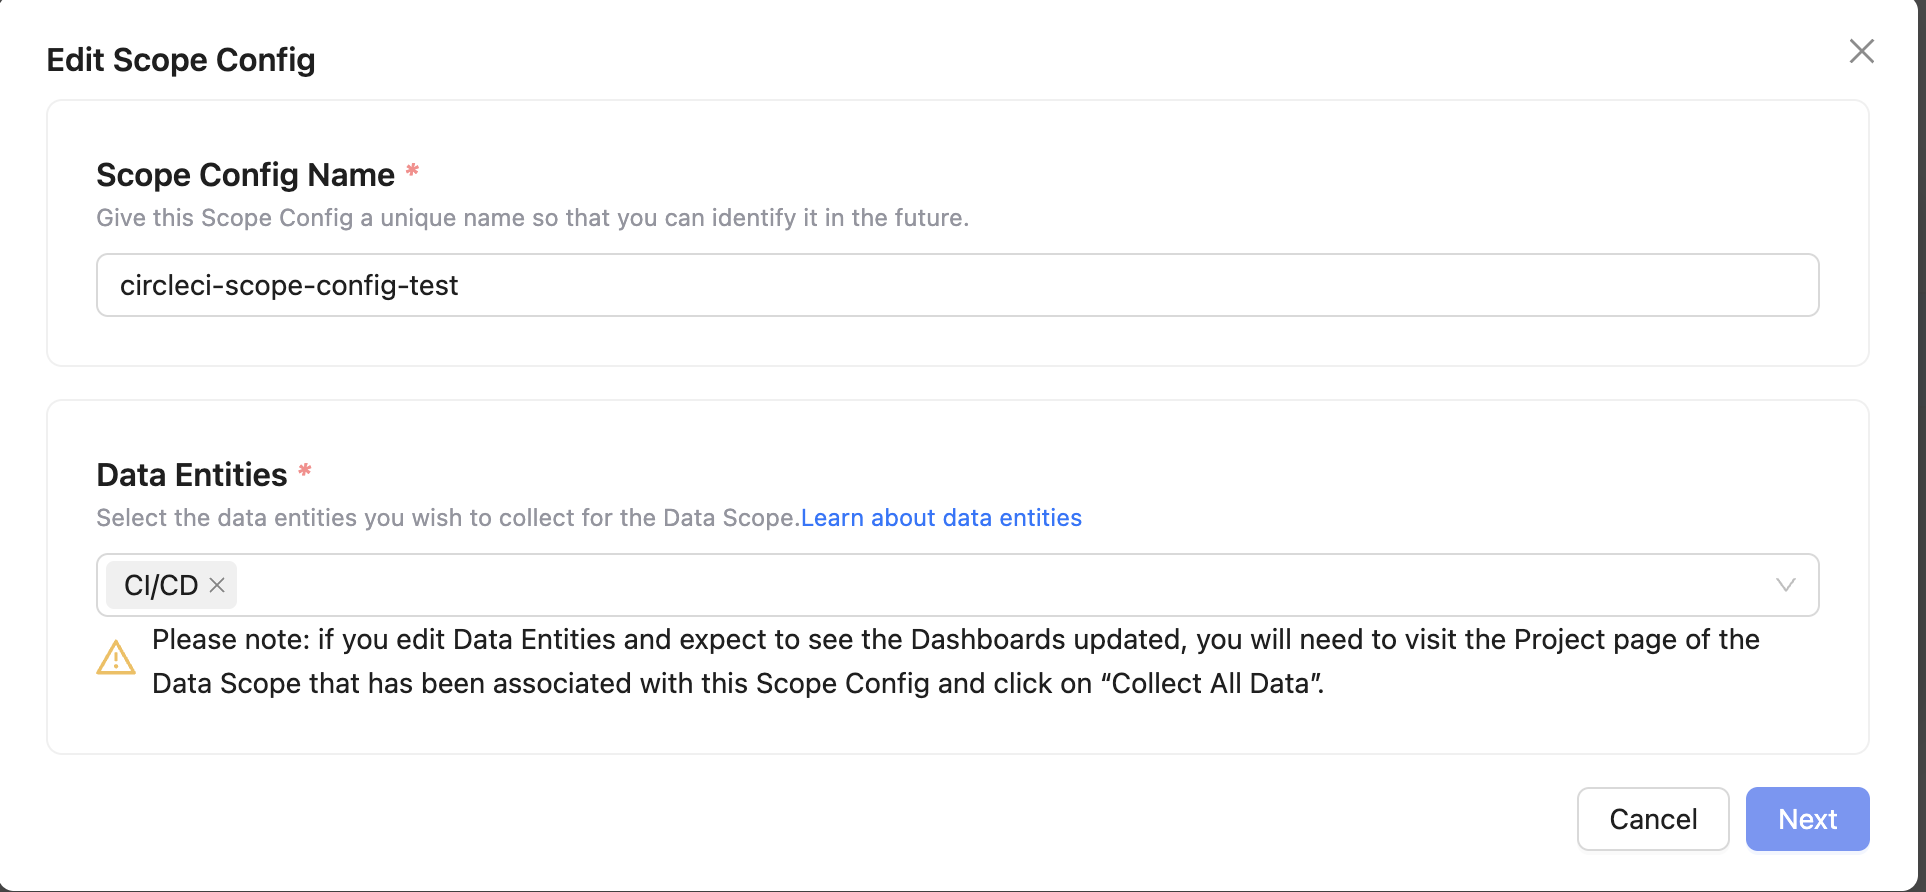 Edit Scope Config
Scope Config Name *
Give this Scope Config a unique name so that you can identify it in the future.
circleci-scope-config-test
Data Entities *
Select the data entities you wish to collect for the Data Scope.Learn about data entities
CI/CD
Please note: if you edit Data Entities and expect to see the Dashboards updated, you will need to visit the Project page of the
Data Scope that has been associated with this Scope Config and click on “Collect All Data”.
Cancel
Next